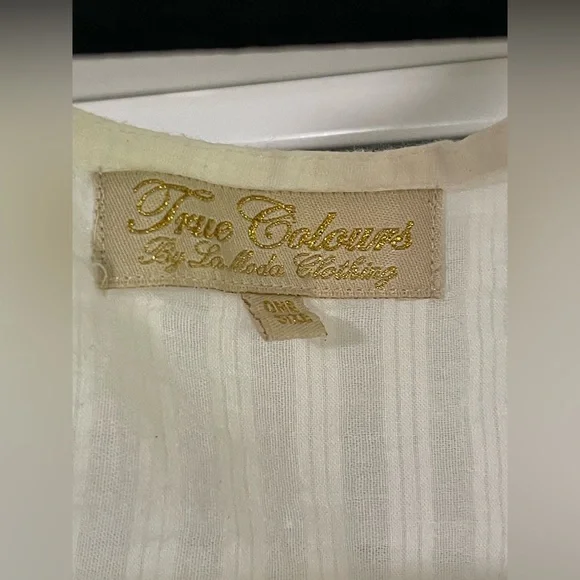 True Colours
By La Moda Clothing
ONE
SIZE